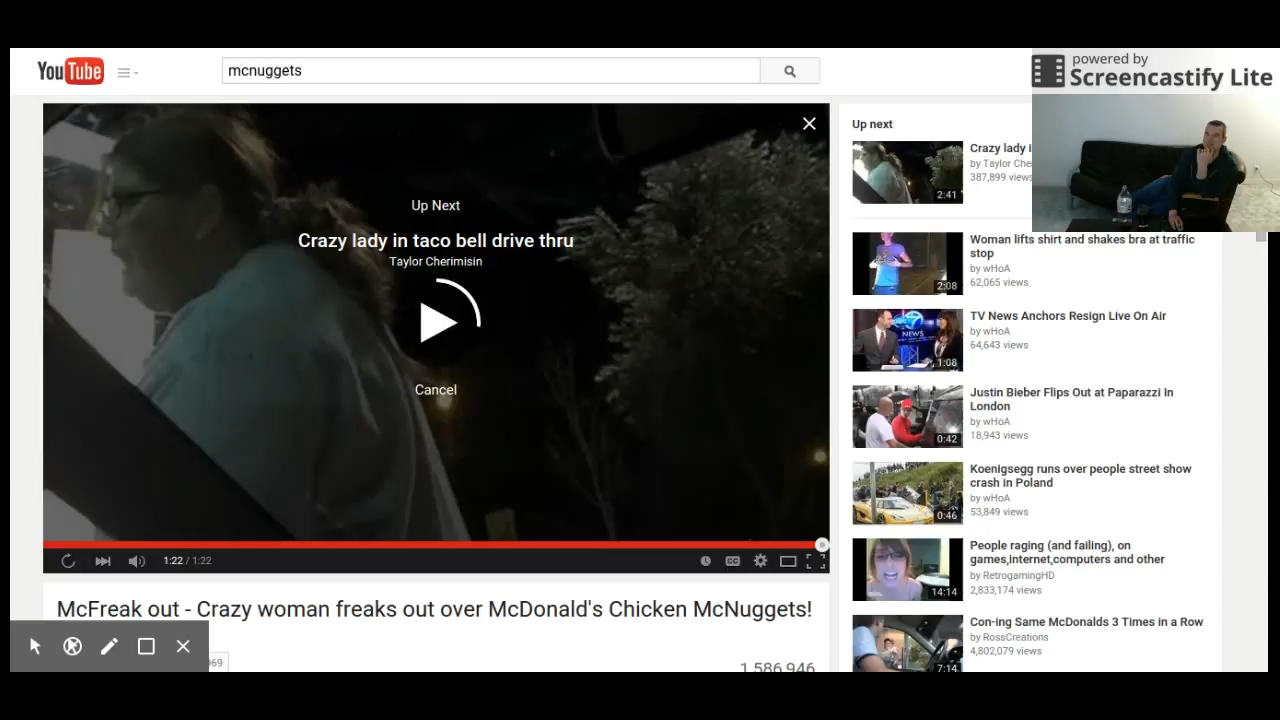 YouTube
mcnuggets
powered by
Screencastify Lite
Up Next
Crazy lady in taco bell drive thru
Taylor Cherimisin
Cancel
1:22 / 1:22
CC
McFreak out - Crazy woman freaks out over McDonald's Chicken McNuggets!
969
1,586,946
Up next
Crazy lady i
by Taylor Che
387,899 views
2:41
Woman lifts shirt and shakes bra at traffic
stop
by wHoA
62,065 views
2:08
TV News Anchors Resign Live On Air
by wHoA
64,643 views
7 NEWS
1:08
Justin Bieber Flips Out at Paparazzi In
London
by wHoA
18,943 views
0:42
Koenigsegg runs over people street show
crash in Poland
by wHoA
53,849 views
0:46
People raging (and failing), on
games,internet,computers and other
by RetrogamingHD
2,833,174 views
14:14
Con-ing Same McDonalds 3 Times in a Row
by RossCreations
4,802,079 views
7:14